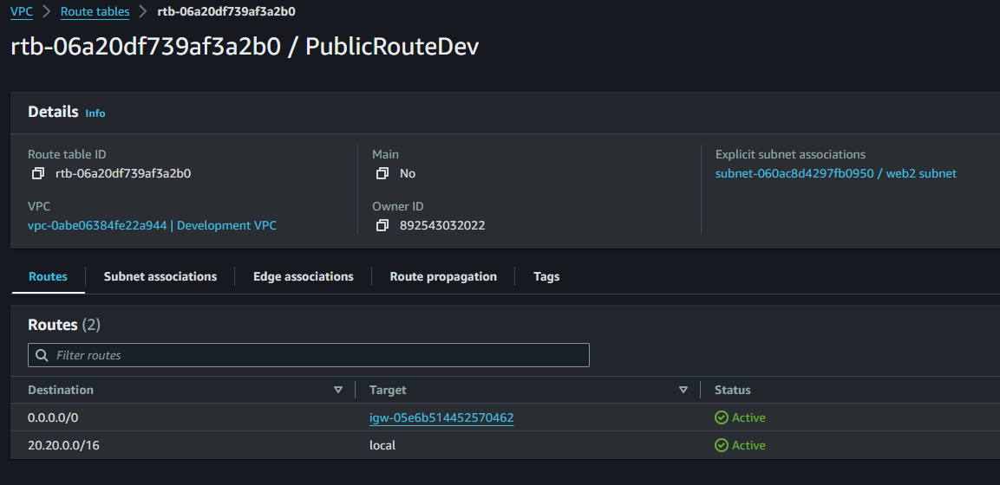 VPC > Route tables > rtb-06a20df739af3a2b0
rtb-06a20df739af3a2b0 / PublicRouteDev
Details Info
Route table ID
rtb-06a20df739af3a2b0
Main
No
Explicit subnet associations
subnet-060ac8d4297fb0950 / web2 subnet
VPC
vpc-0abe06384fe22a944 | Development VPC
Owner ID
892543032022
Routes Subnet associations Edge associations Route propagation Tags
Routes (2)
Filter routes
Destination Target Status
0.0.0.0/0 igw-05e6b514452570462 Active
20.20.0.0/16 local Active